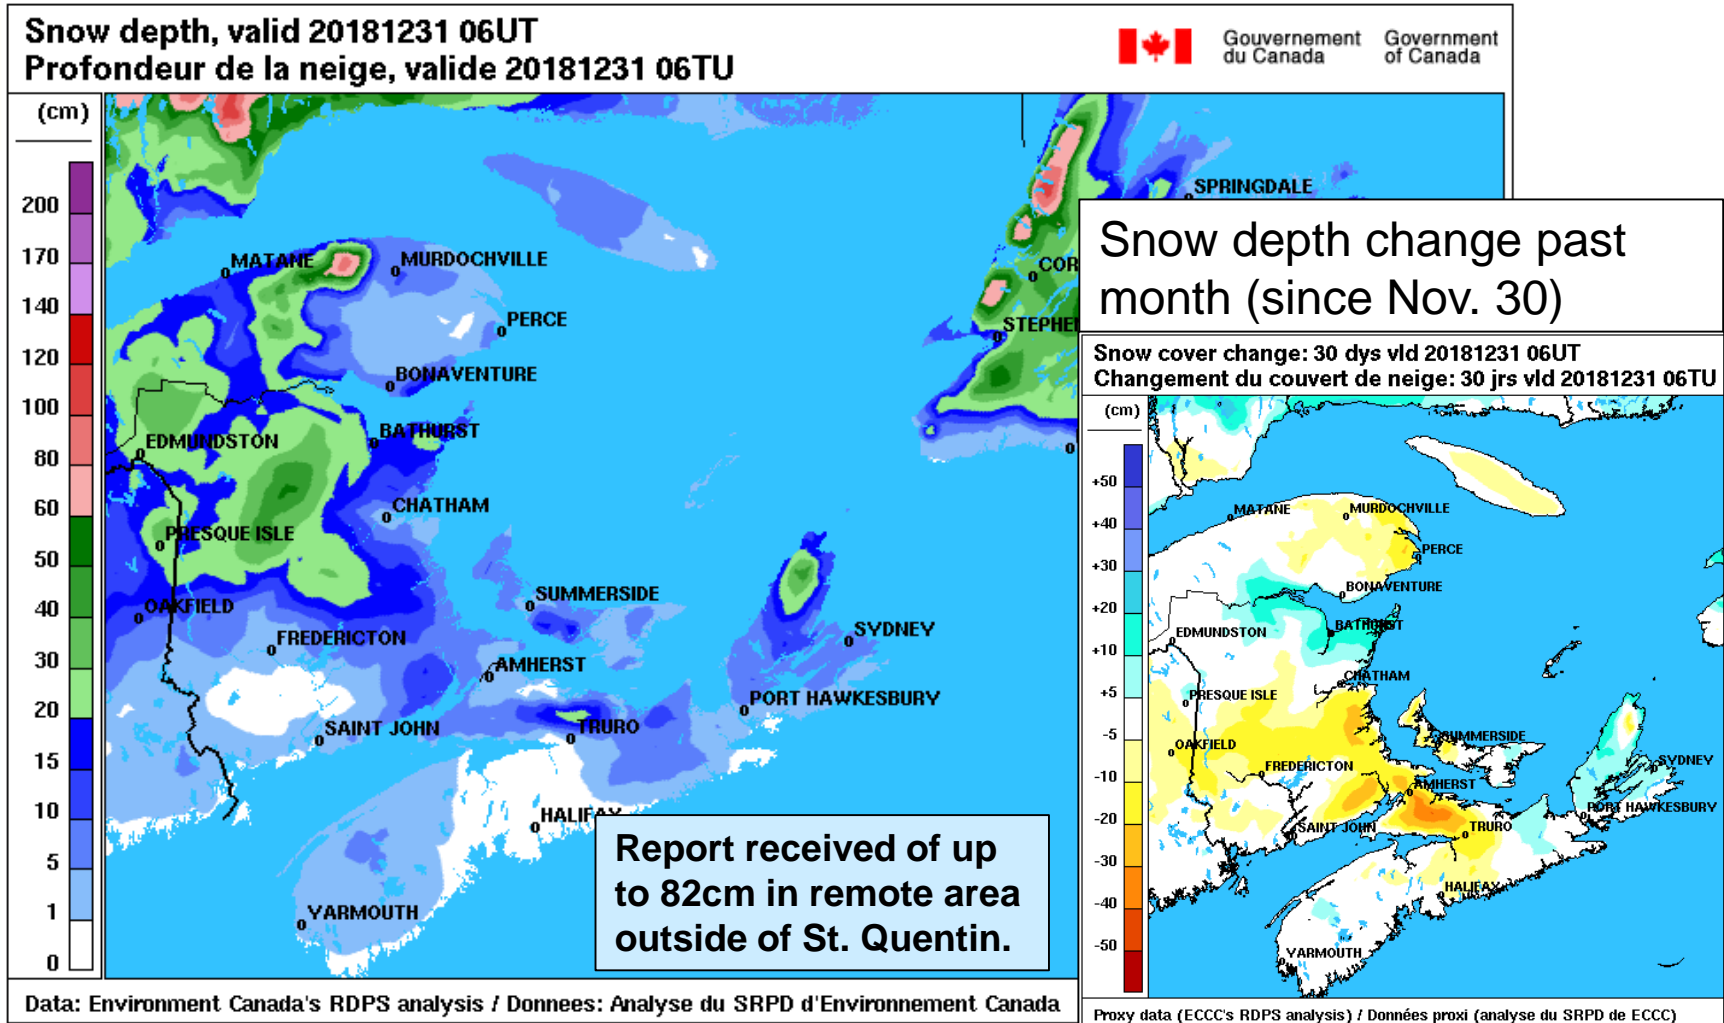 Snow depth, valid 20181231 06UT
Profondeur de la neige, valide 20181231 06TU
Gouvernement du Canada
Government of Canada
(cm)
200
170
140
120
100
80
60
50
40
30
20
15
10
5
1
0
SPRINGDALE
MATANE
MURDOCHVILLE
COR
PERCE
STEPHE
BONAVENTURE
EDMUNDSTON
BATHURST
CHATHAM
PRESQUE ISLE
OAKFIELD
SUMMERSIDE
FREDERICTON
SYDNEY
AMHERST
PORT HAWKESBURY
SAINT JOHN
TRURO
HALIFAX
YARMOUTH
Report received of up
to 82cm in remote area
outside of St. Quentin.
Data: Environment Canada's RDPS analysis / Donnees: Analyse du SRPD d'Environnement Canada
Snow depth change past
month (since Nov. 30)
Snow cover change: 30 dys vld 20181231 06UT
Changement du couvert de neige: 30 jrs vld 20181231 06TU
(cm)
+50
+40
+30
+20
+10
+5
-5
-10
-20
-30
-40
-50
MATANE
MURDOCHVILLE
PERCE
BONAVENTURE
EDMUNDSTON
BATHURST
CHATHAM
PRESQUE ISLE
OAKFIELD
SUMMERSIDE
FREDERICTON
SYDNEY
AMHERST
PORT HAWKESBURY
SAINT JOHN
TRURO
HALIFAX
YARMOUTH
Proxy data (ECCC's RDPS analysis) / Données proxi (analyse du SRPD de ECCC)